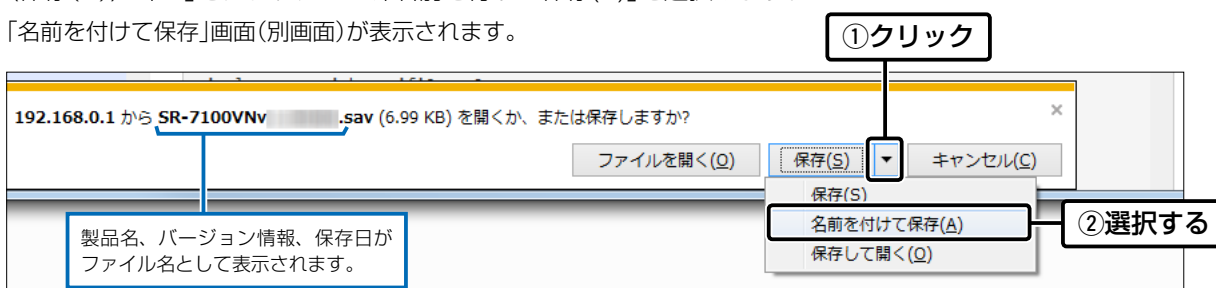 「名前を付けて保存」画面(別画面)が表示されます。
①クリック
192.168.0.1 から SR-7100VNv .sav (6.99 KB) を開くか、または保存しますか?
×
ファイルを開く(O)
保存(S)
▼
キャンセル(C)
保存(S)
名前を付けて保存(A)
②選択する
保存して開く(O)
製品名、バージョン情報、保存日が
ファイル名として表示されます。